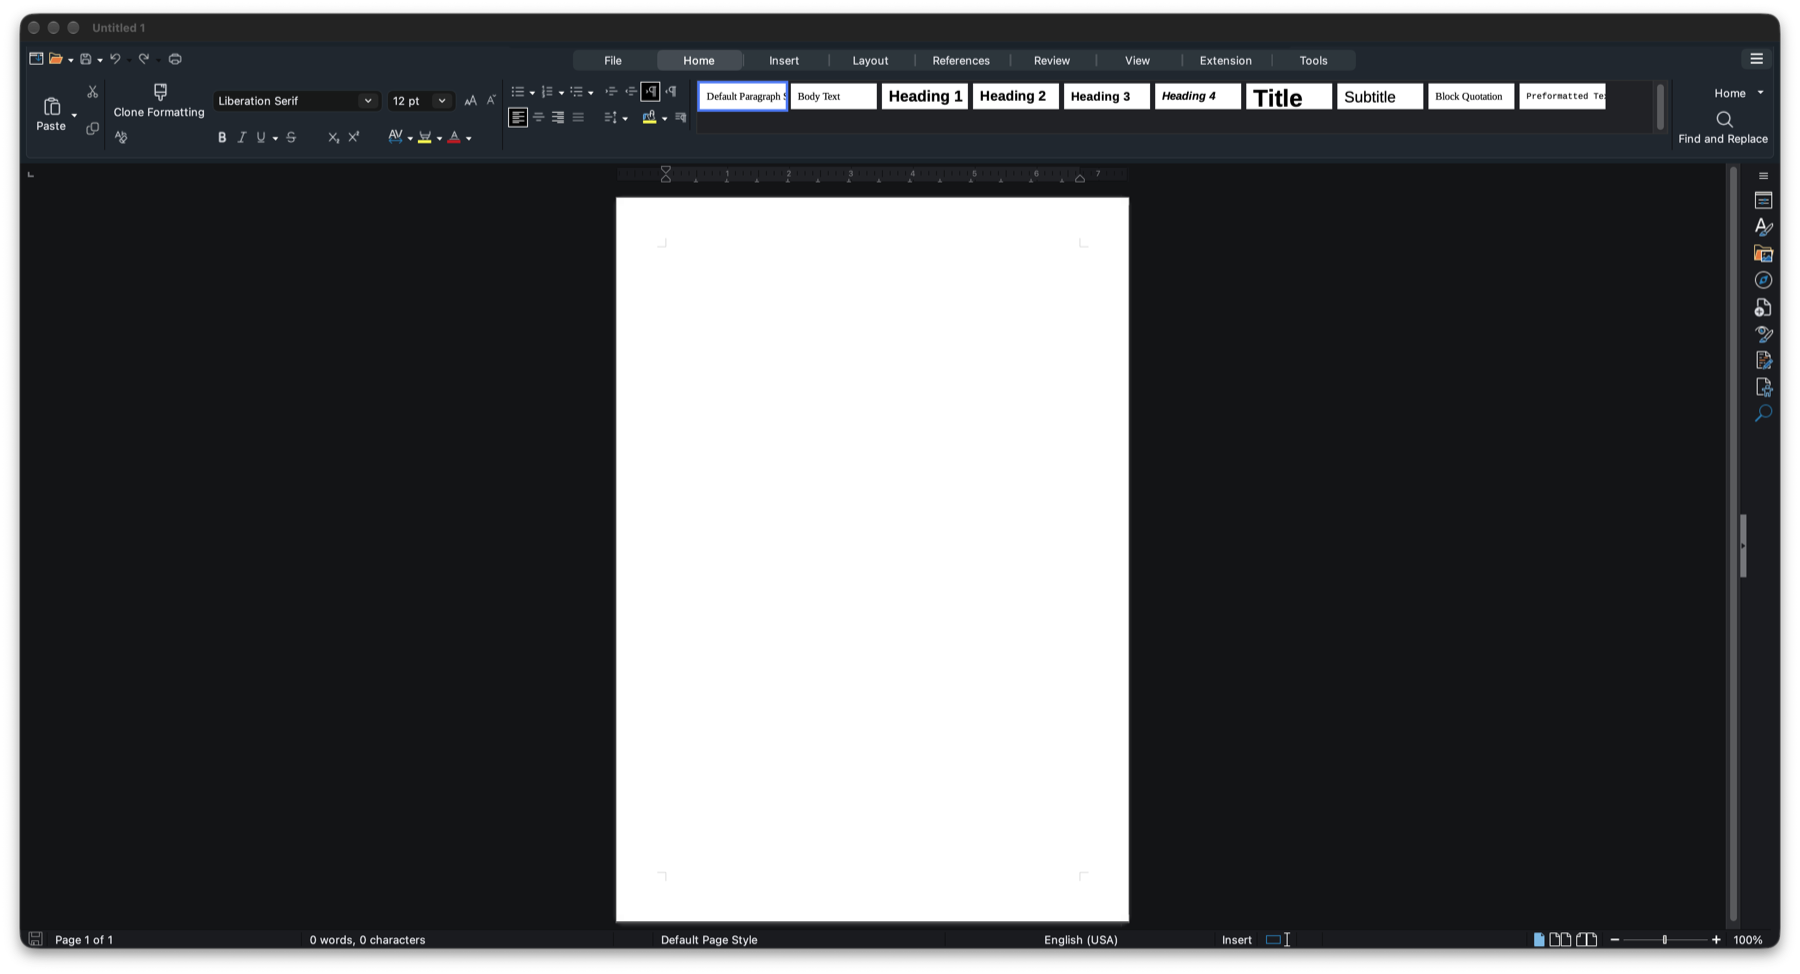 Untitled 1
File Home Insert Layout References Review View Extension Tools
Paste
Clone Formatting
Liberation Serif 12 pt
Default Paragraph S Body Text Heading 1 Heading 2 Heading 3 Heading 4 Title Subtitle Block Quotation Preformatted Te
Home
Find and Replace
1 2 3 4 5 6 7
Page 1 of 1 0 words, 0 characters Default Page Style English (USA) Insert 100%